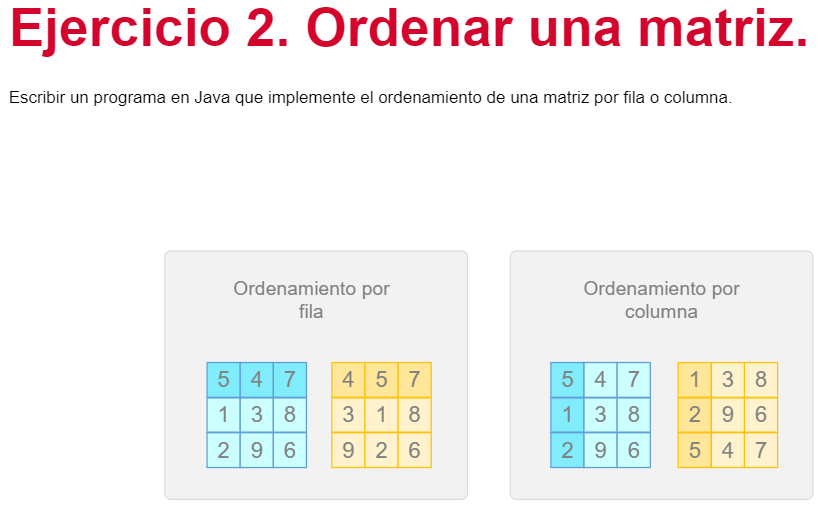 Ejercicio 2. Ordenar una matriz.
Escribir un programa en Java que implemente el ordenamiento de una matriz por fila o columna.
Ordenamiento por
fila
5 4 7 4 5 7
1 3 8 3 1 8
2 9 6 9 2 6
Ordenamiento por
columna
5 4 7 1 3 8
1 3 8 2 9 6
2 9 6 5 4 7